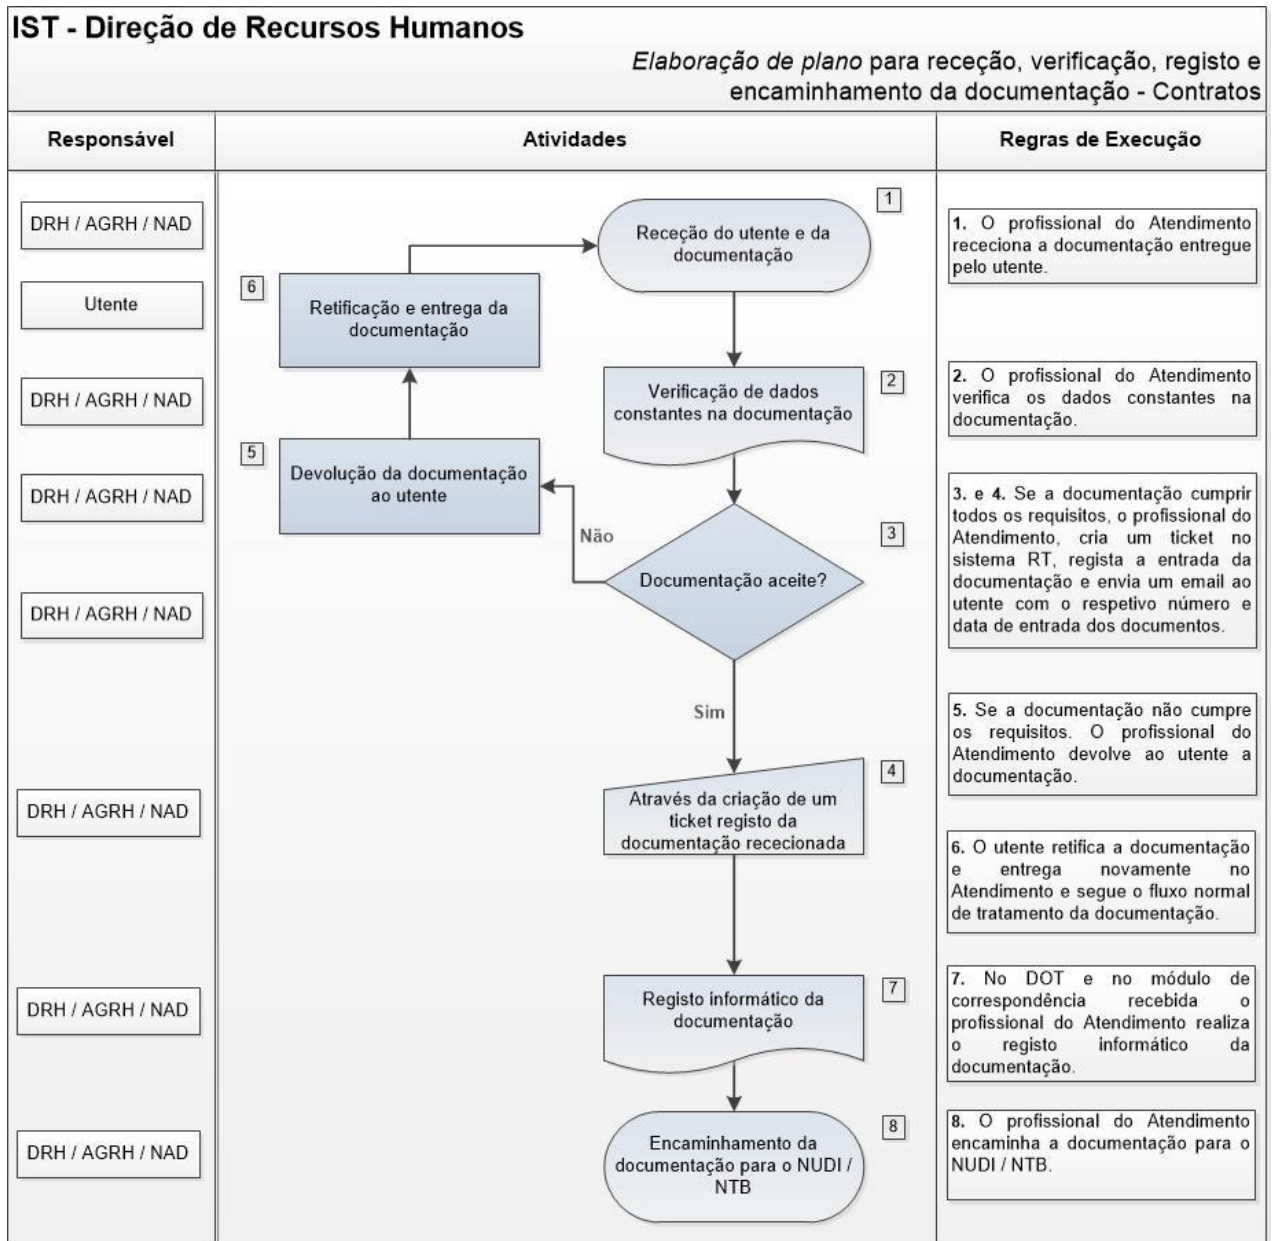 IST - Direção de Recursos Humanos
Elaboração de plano para receção, verificação, registo e
encaminhamento da documentação - Contratos
Responsável
Atividades
Regras de Execução
DRH / AGRH / NAD
Utente
DRH / AGRH / NAD
DRH / AGRH / NAD
DRH / AGRH / NAD
DRH / AGRH / NAD
DRH / AGRH / NAD
DRH / AGRH / NAD
1
Receção do utente e da
documentação
6
Retificação e entrega da
documentação
2
Verificação de dados
constantes na documentação
5
Devolução da documentação
ao utente
Não
3
Documentação aceite?
Sim
4
Através da criação de um
ticket registo da
documentação rececionada
7
Registo informático da
documentação
8
Encaminhamento da
documentação para o NUDI /
NTB
1. O profissional do Atendimento
receciona a documentação entregue
pelo utente.
2. O profissional do Atendimento
verifica os dados constantes na
documentação.
3. e 4. Se a documentação cumprir
todos os requisitos, o profissional do
Atendimento, cria um ticket no
sistema RT, regista a entrada da
documentação e envia um email ao
utente com o respetivo número e
data de entrada dos documentos.
5. Se a documentação não cumpre
os requisitos. O profissional do
Atendimento devolve ao utente a
documentação.
6. O utente retifica a documentação
e entrega novamente no
Atendimento e segue o fluxo normal
de tratamento da documentação.
7. No DOT e no módulo de
correspondência recebida o
profissional do Atendimento realiza
o registo informático da
documentação.
8. O profissional do Atendimento
encaminha a documentação para o
NUDI / NTB.